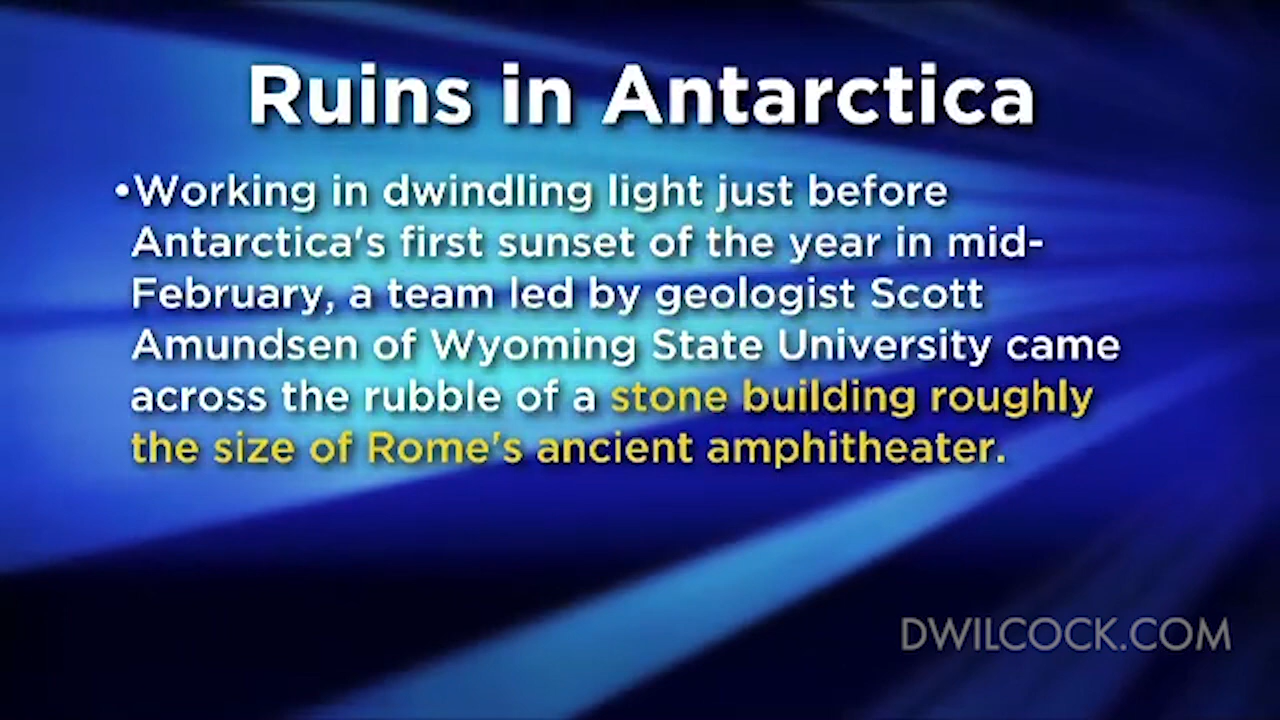 Ruins in Antarctica
•Working in dwindling light just before
Antarctica's first sunset of the year in mid-
February, a team led by geologist Scott
Amundsen of Wyoming State University came
across the rubble of a stone building roughly
the size of Rome's ancient amphitheater.
DWILCOCK.COM